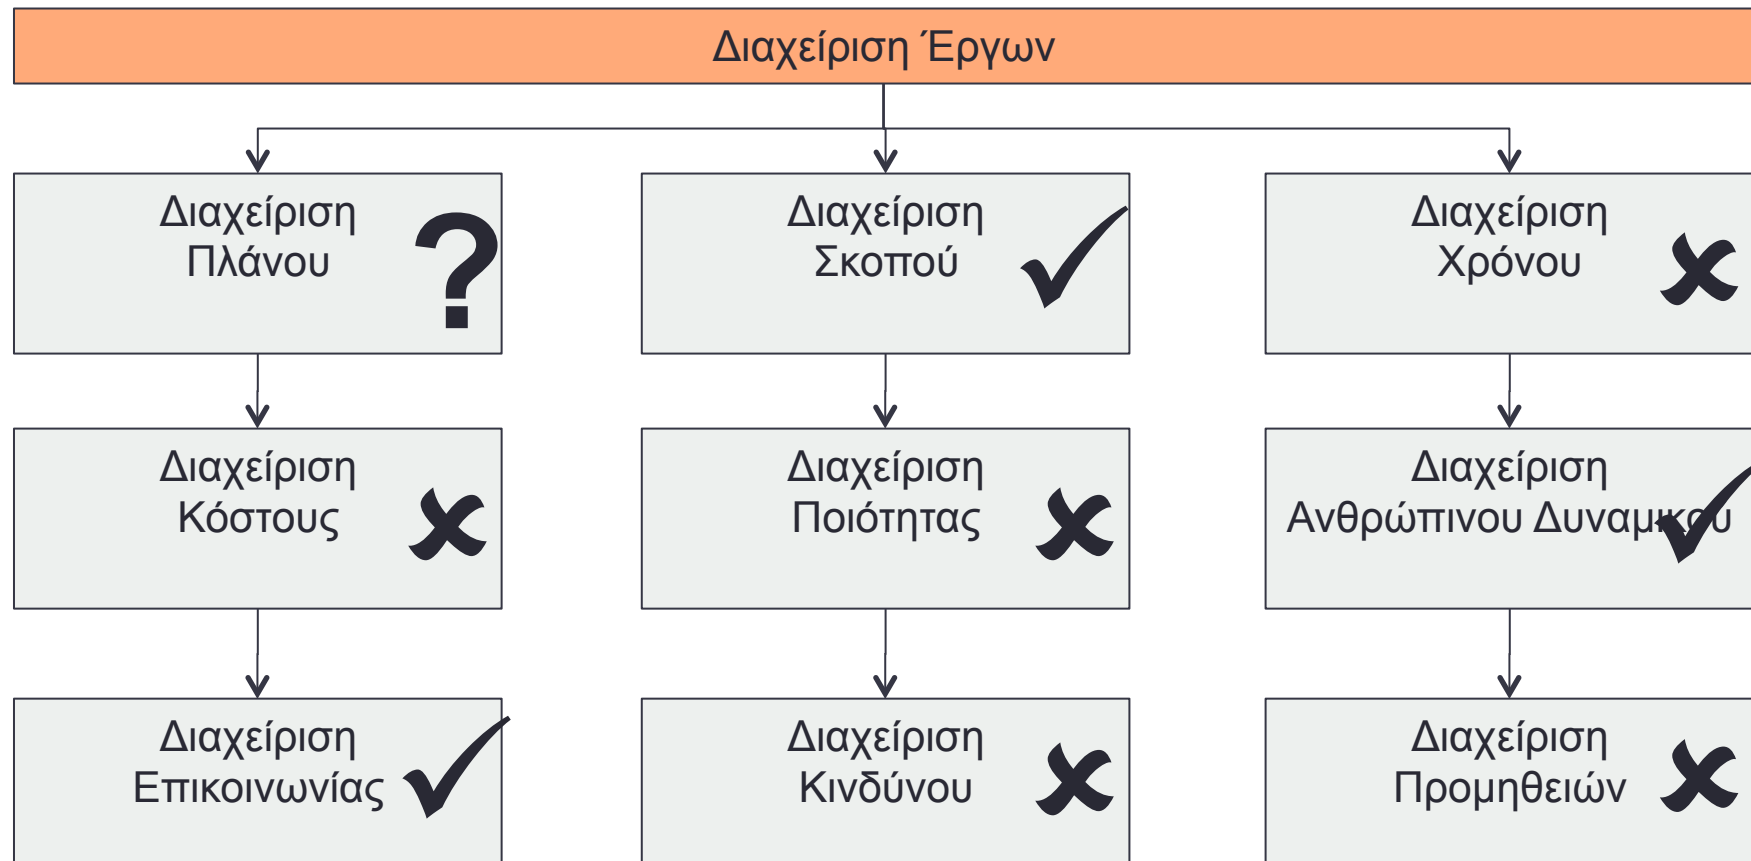 Διαχείριση Έργων
Διαχείριση
Πλάνου
?
Διαχείριση
Σκοπού
✓
Διαχείριση
Χρόνου
✘
Διαχείριση
Κόστους
✘
Διαχείριση
Ποιότητας
✘
Διαχείριση
Ανθρώπινου Δυναμικού
✓
Διαχείριση
Επικοινωνίας
✓
Διαχείριση
Κινδύνου
✘
Διαχείριση
Προμηθειών
✘